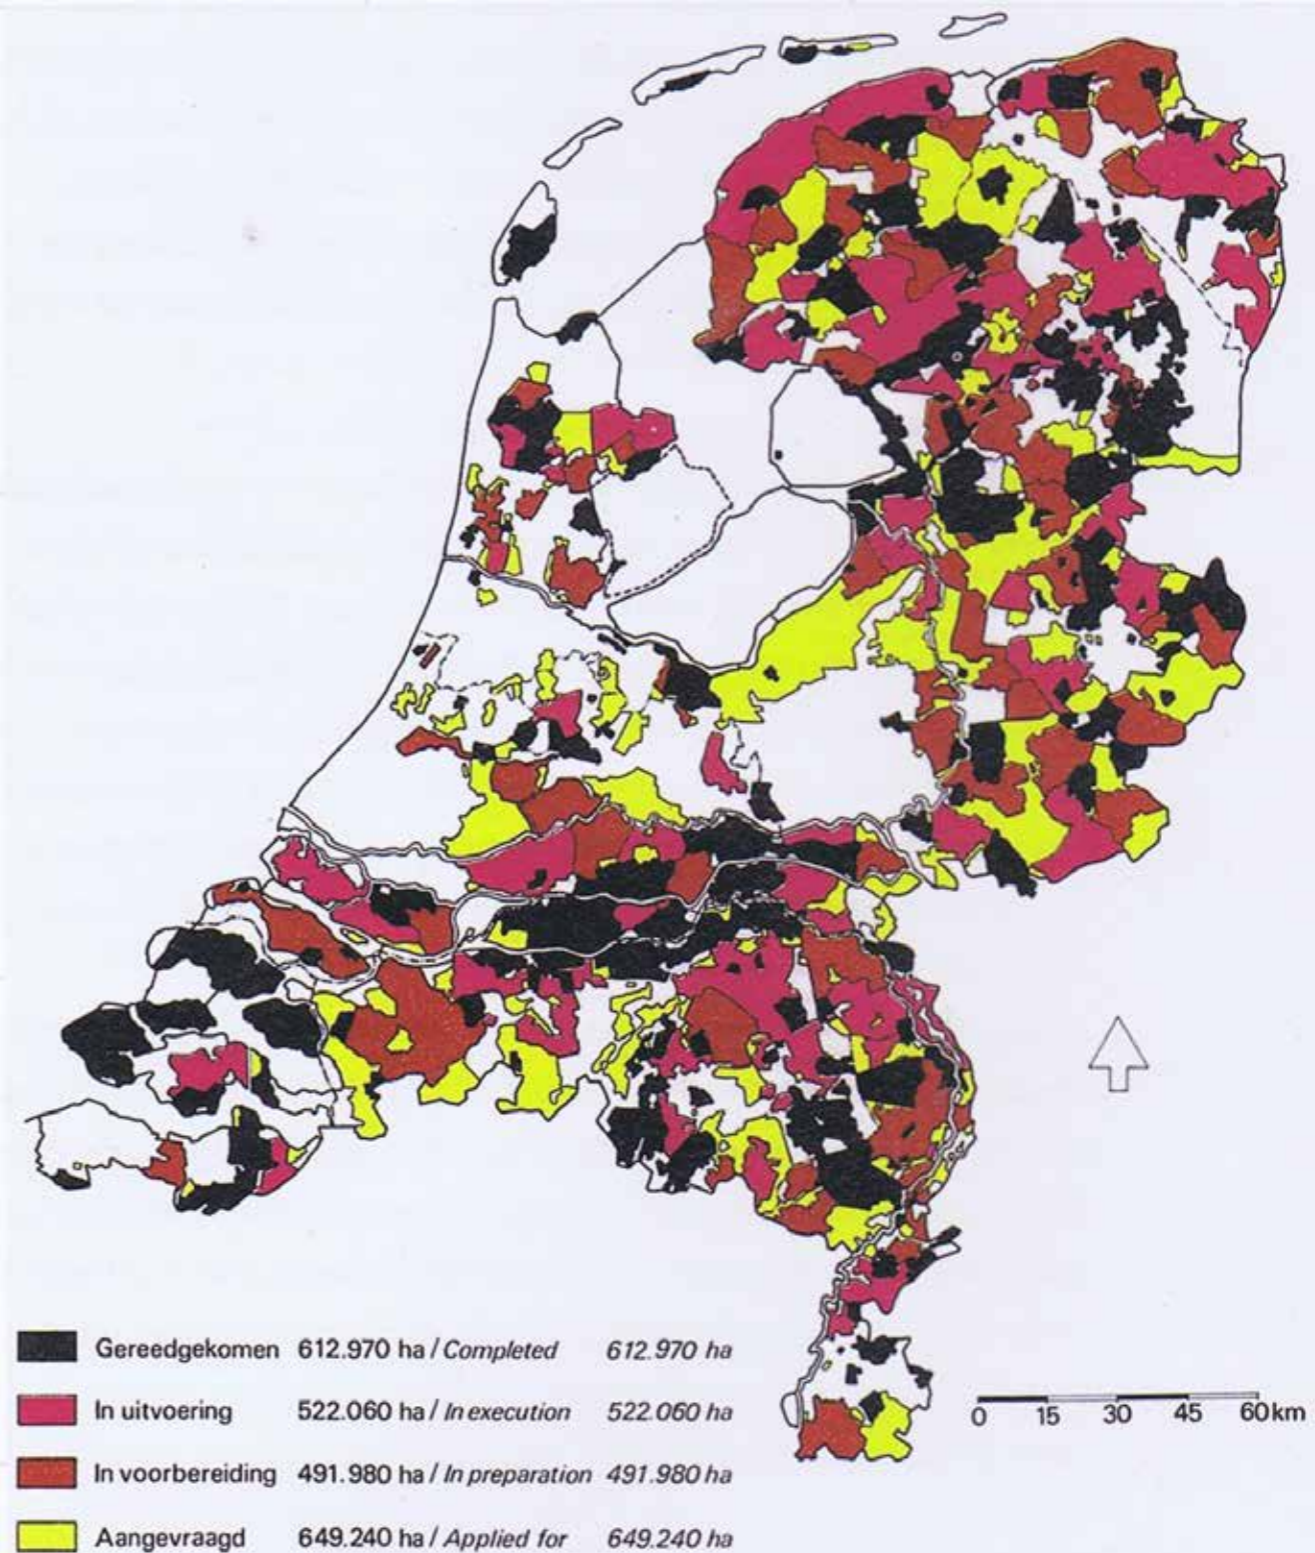 Gereedgekomen 612.970 ha / Completed 612.970 ha
In uitvoering 522.060 ha / In execution 522.060 ha
In voorbereiding 491.980 ha / In preparation 491.980 ha
Aangevraagd 649.240 ha / Applied for 649.240 ha
0 15 30 45 60 km